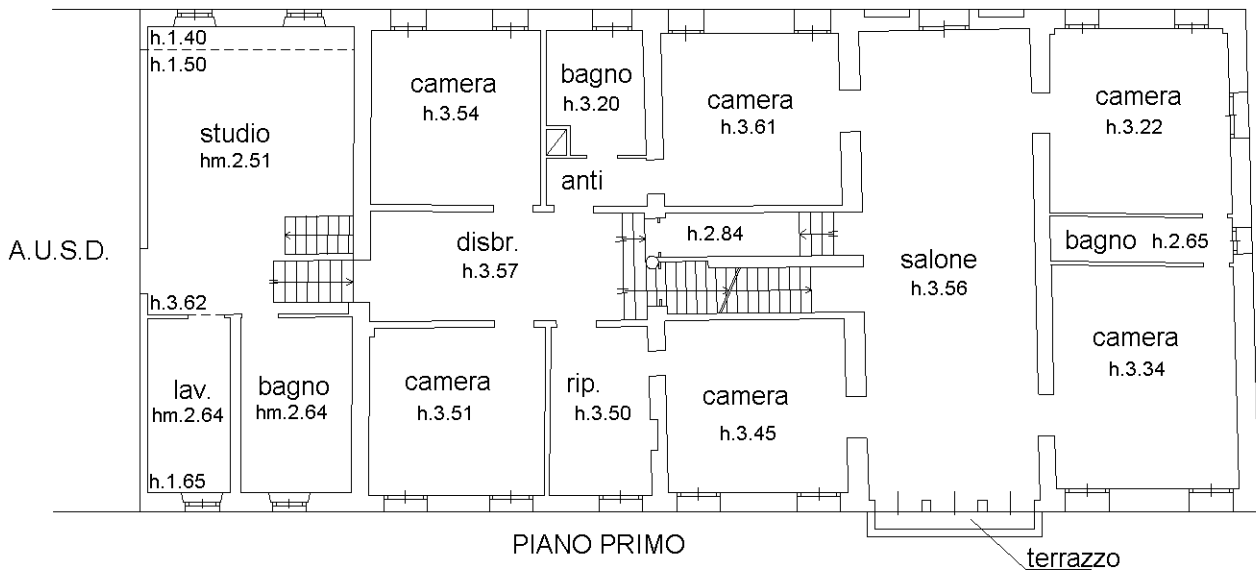 h.1.40
h.1.50
studio
hm.2.51
camera
h.3.54
bagno
h.3.20
camera
h.3.61
camera
h.3.22
anti
A.U.S.D.
disbr.
h.3.57
h.2.84
salone
h.3.56
bagno h.2.65
h.3.62
lav.
hm.2.64
h.1.65
bagno
hm.2.64
camera
h.3.51
rip.
h.3.50
camera
h.3.45
camera
h.3.34
PIANO PRIMO
terrazzo